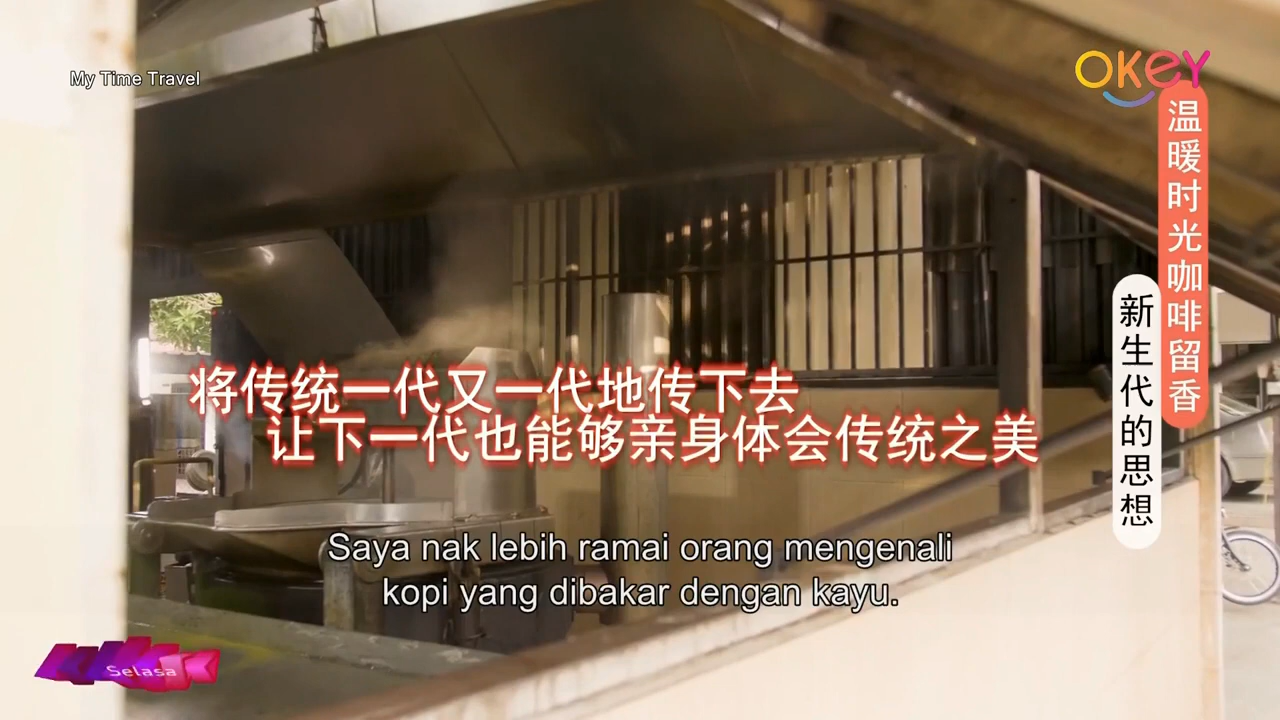 My Time Travel
OKEY
温暖时光咖啡留香
新生代的思想
将传统一代又一代地传下去
让下一代也能够亲身体会传统之美
Saya nak lebih ramai orang mengenali
kopi yang dibakar dengan kayu.
Selasa